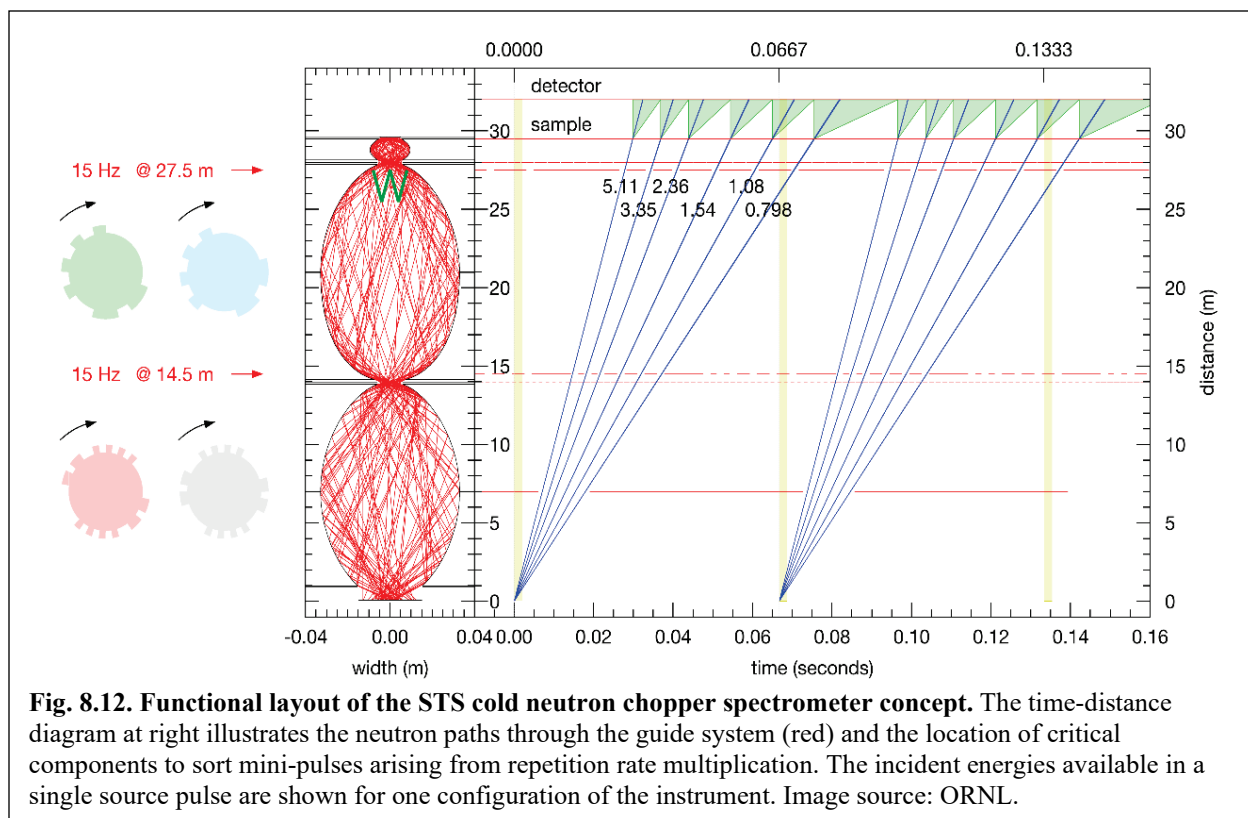 0.0000 0.0667 0.1333
detector
30 sample 30
15 Hz @ 27.5 m
5.11 2.36 1.08
3.35 1.54 0.798
25 25
W
20 20
distance (m)
15 Hz @ 14.5 m
15 15
10 10
5 5
0 0
-0.04 0.00 0.04 0.00 0.02 0.04 0.06 0.08 0.10 0.12 0.14 0.16
width (m) time (seconds)
Fig. 8.12. Functional layout of the STS cold neutron chopper spectrometer concept. The time-distance
diagram at right illustrates the neutron paths through the guide system (red) and the location of critical
components to sort mini-pulses arising from repetition rate multiplication. The incident energies available in a
single source pulse are shown for one configuration of the instrument. Image source: ORNL.